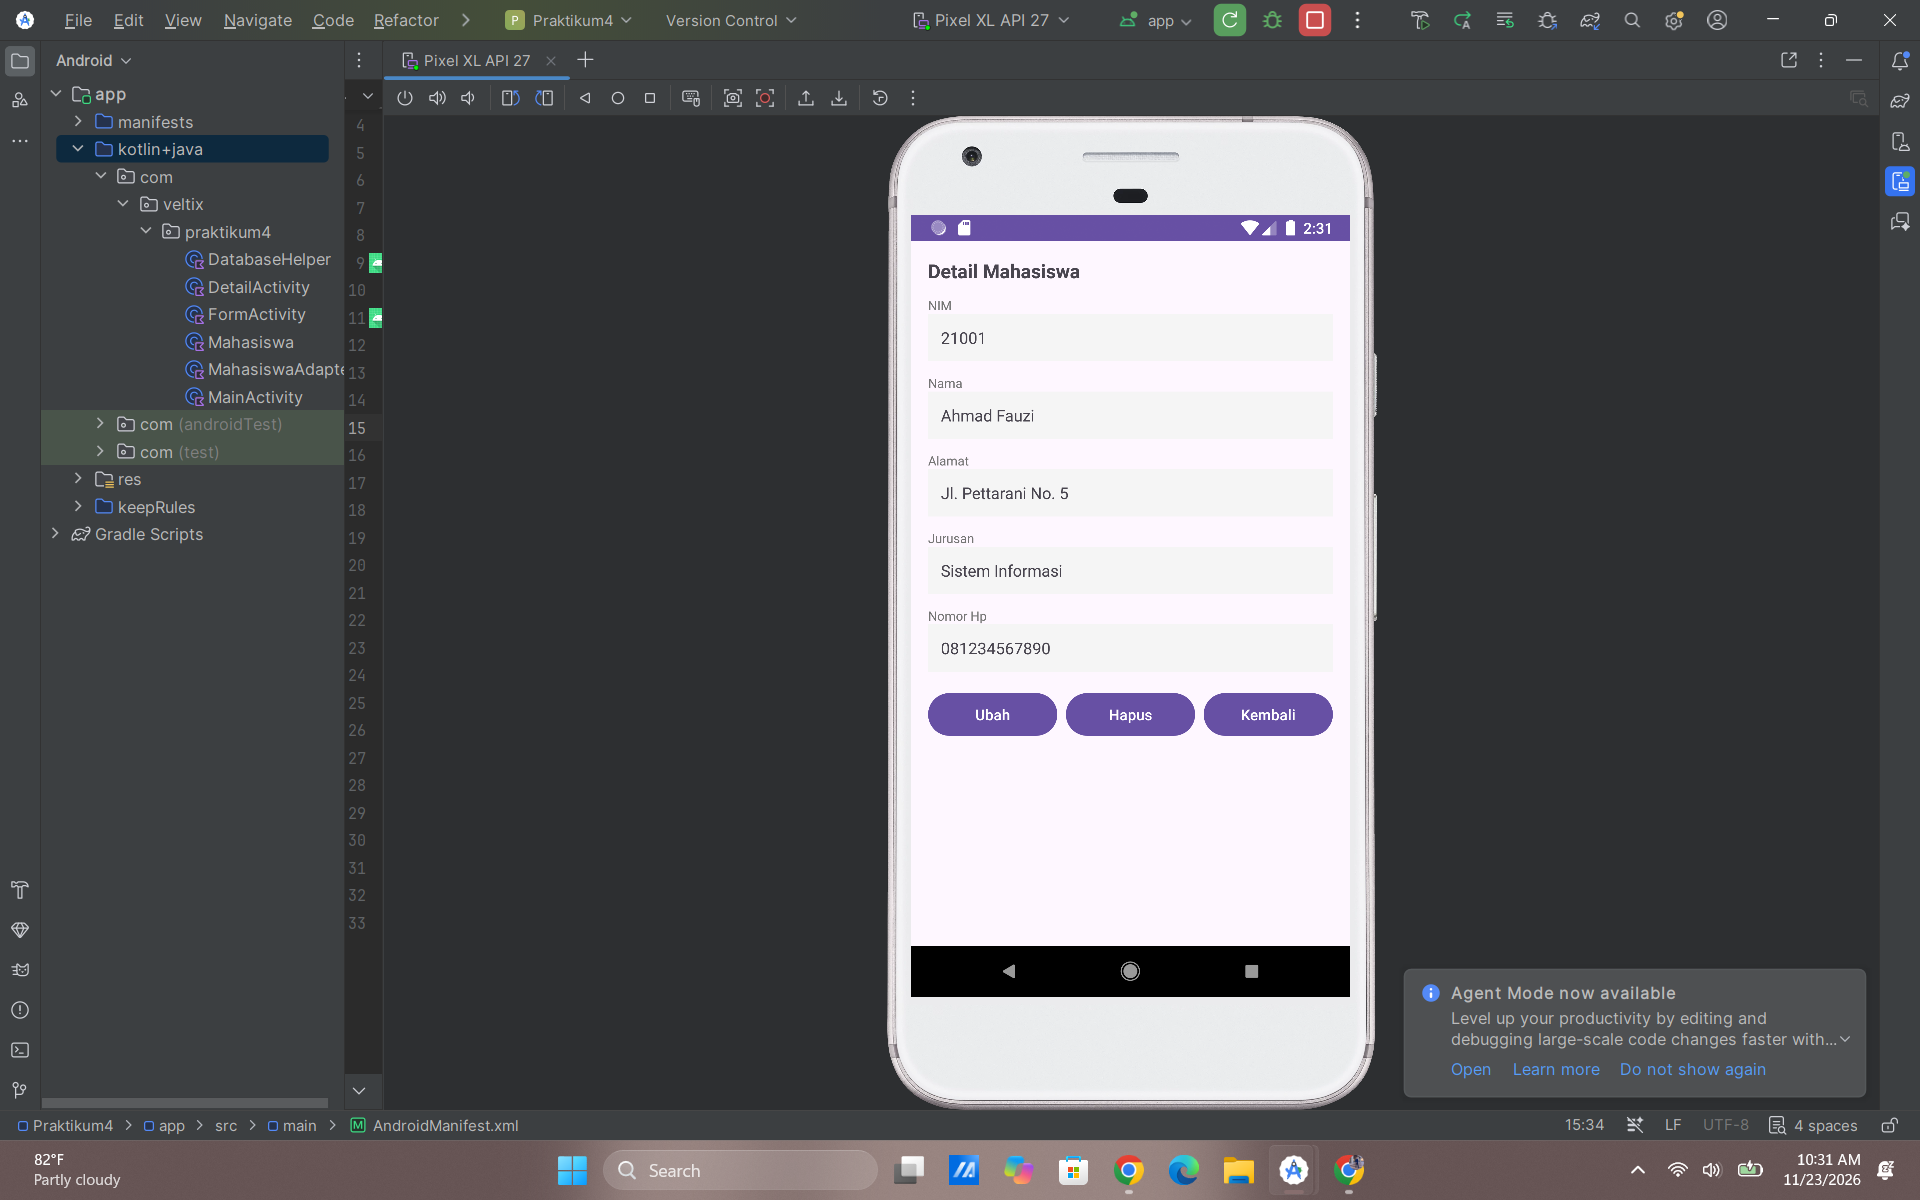 File Edit View Navigate Code Refactor P Praktikum4 Version Control Pixel XL API 27 app
Android
Pixel XL API 27
app
manifests
kotlin+java
com
veltix
praktikum4
DatabaseHelper
DetailActivity
FormActivity
Mahasiswa
MahasiswaAdapte
MainActivity
com (androidTest)
com (test)
res
keepRules
Gradle Scripts
4
5
6
7
8
9
10
11
12
13
14
15
16
17
18
19
20
21
22
23
24
25
26
27
28
29
30
31
32
33
2:31
Detail Mahasiswa
NIM
21001
Nama
Ahmad Fauzi
Alamat
Jl. Pettarani No. 5
Jurusan
Sistem Informasi
Nomor Hp
081234567890
Ubah Hapus Kembali
Agent Mode now available
Level up your productivity by editing and
debugging large-scale code changes faster with...
Open Learn more Do not show again
Praktikum4 app src main M AndroidManifest.xml
15:34 LF UTF-8 4 spaces
82°F
Partly cloudy
Search
10:31 AM
11/23/2026